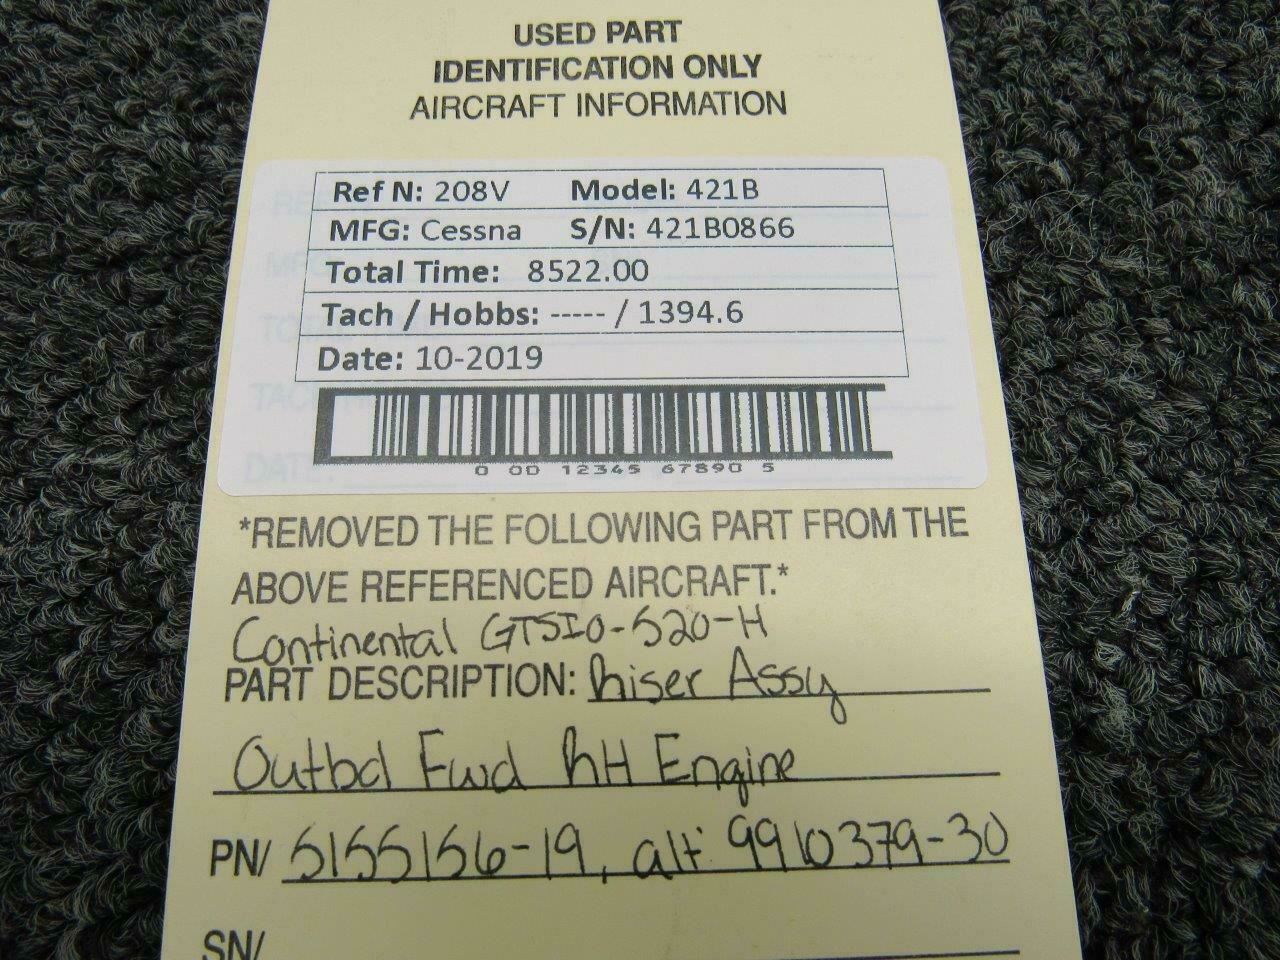 USED PART
IDENTIFICATION ONLY
AIRCRAFT INFORMATION
Ref N: 208V Model: 421B
MFG: Cessna S/N: 421B0866
Total Time: 8522.00
Tach / Hobbs: ----- / 1394.6
Date: 10-2019
0 00 12345 67890 5
*REMOVED THE FOLLOWING PART FROM THE
ABOVE REFERENCED AIRCRAFT.*
Continental GTSIO-520-H
PART DESCRIPTION: Riser Assy
Outbd Fwd RH Engine
PN/ 5155156-19, alt: 9910379-30
SN/